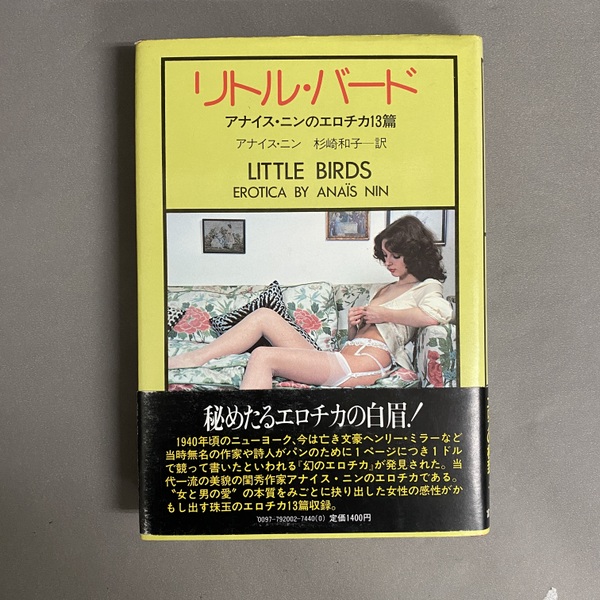 リトル・バード
アナイス・ニンのエロチカ13篇
アナイス・ニン 杉崎和子―訳
LITTLE BIRDS
EROTICA BY ANAÏS NIN
秘めたるエロチカの白眉!
1940年頃のニューヨーク、今は亡き文豪ヘンリー・ミラーなど
当時無名の作家や詩人がパンのために1ページにつき1ドル
で競って書いたといわれる『幻のエロチカ』が発見された。当
代一流の美貌の閨秀作家アナイス・ニンのエロチカである。
〝女と男の愛〟の本質をみごとに抉り出した女性の感性がか
もし出す珠玉のエロチカ13篇収録。
0097-792002-7440(0) 定価1400円